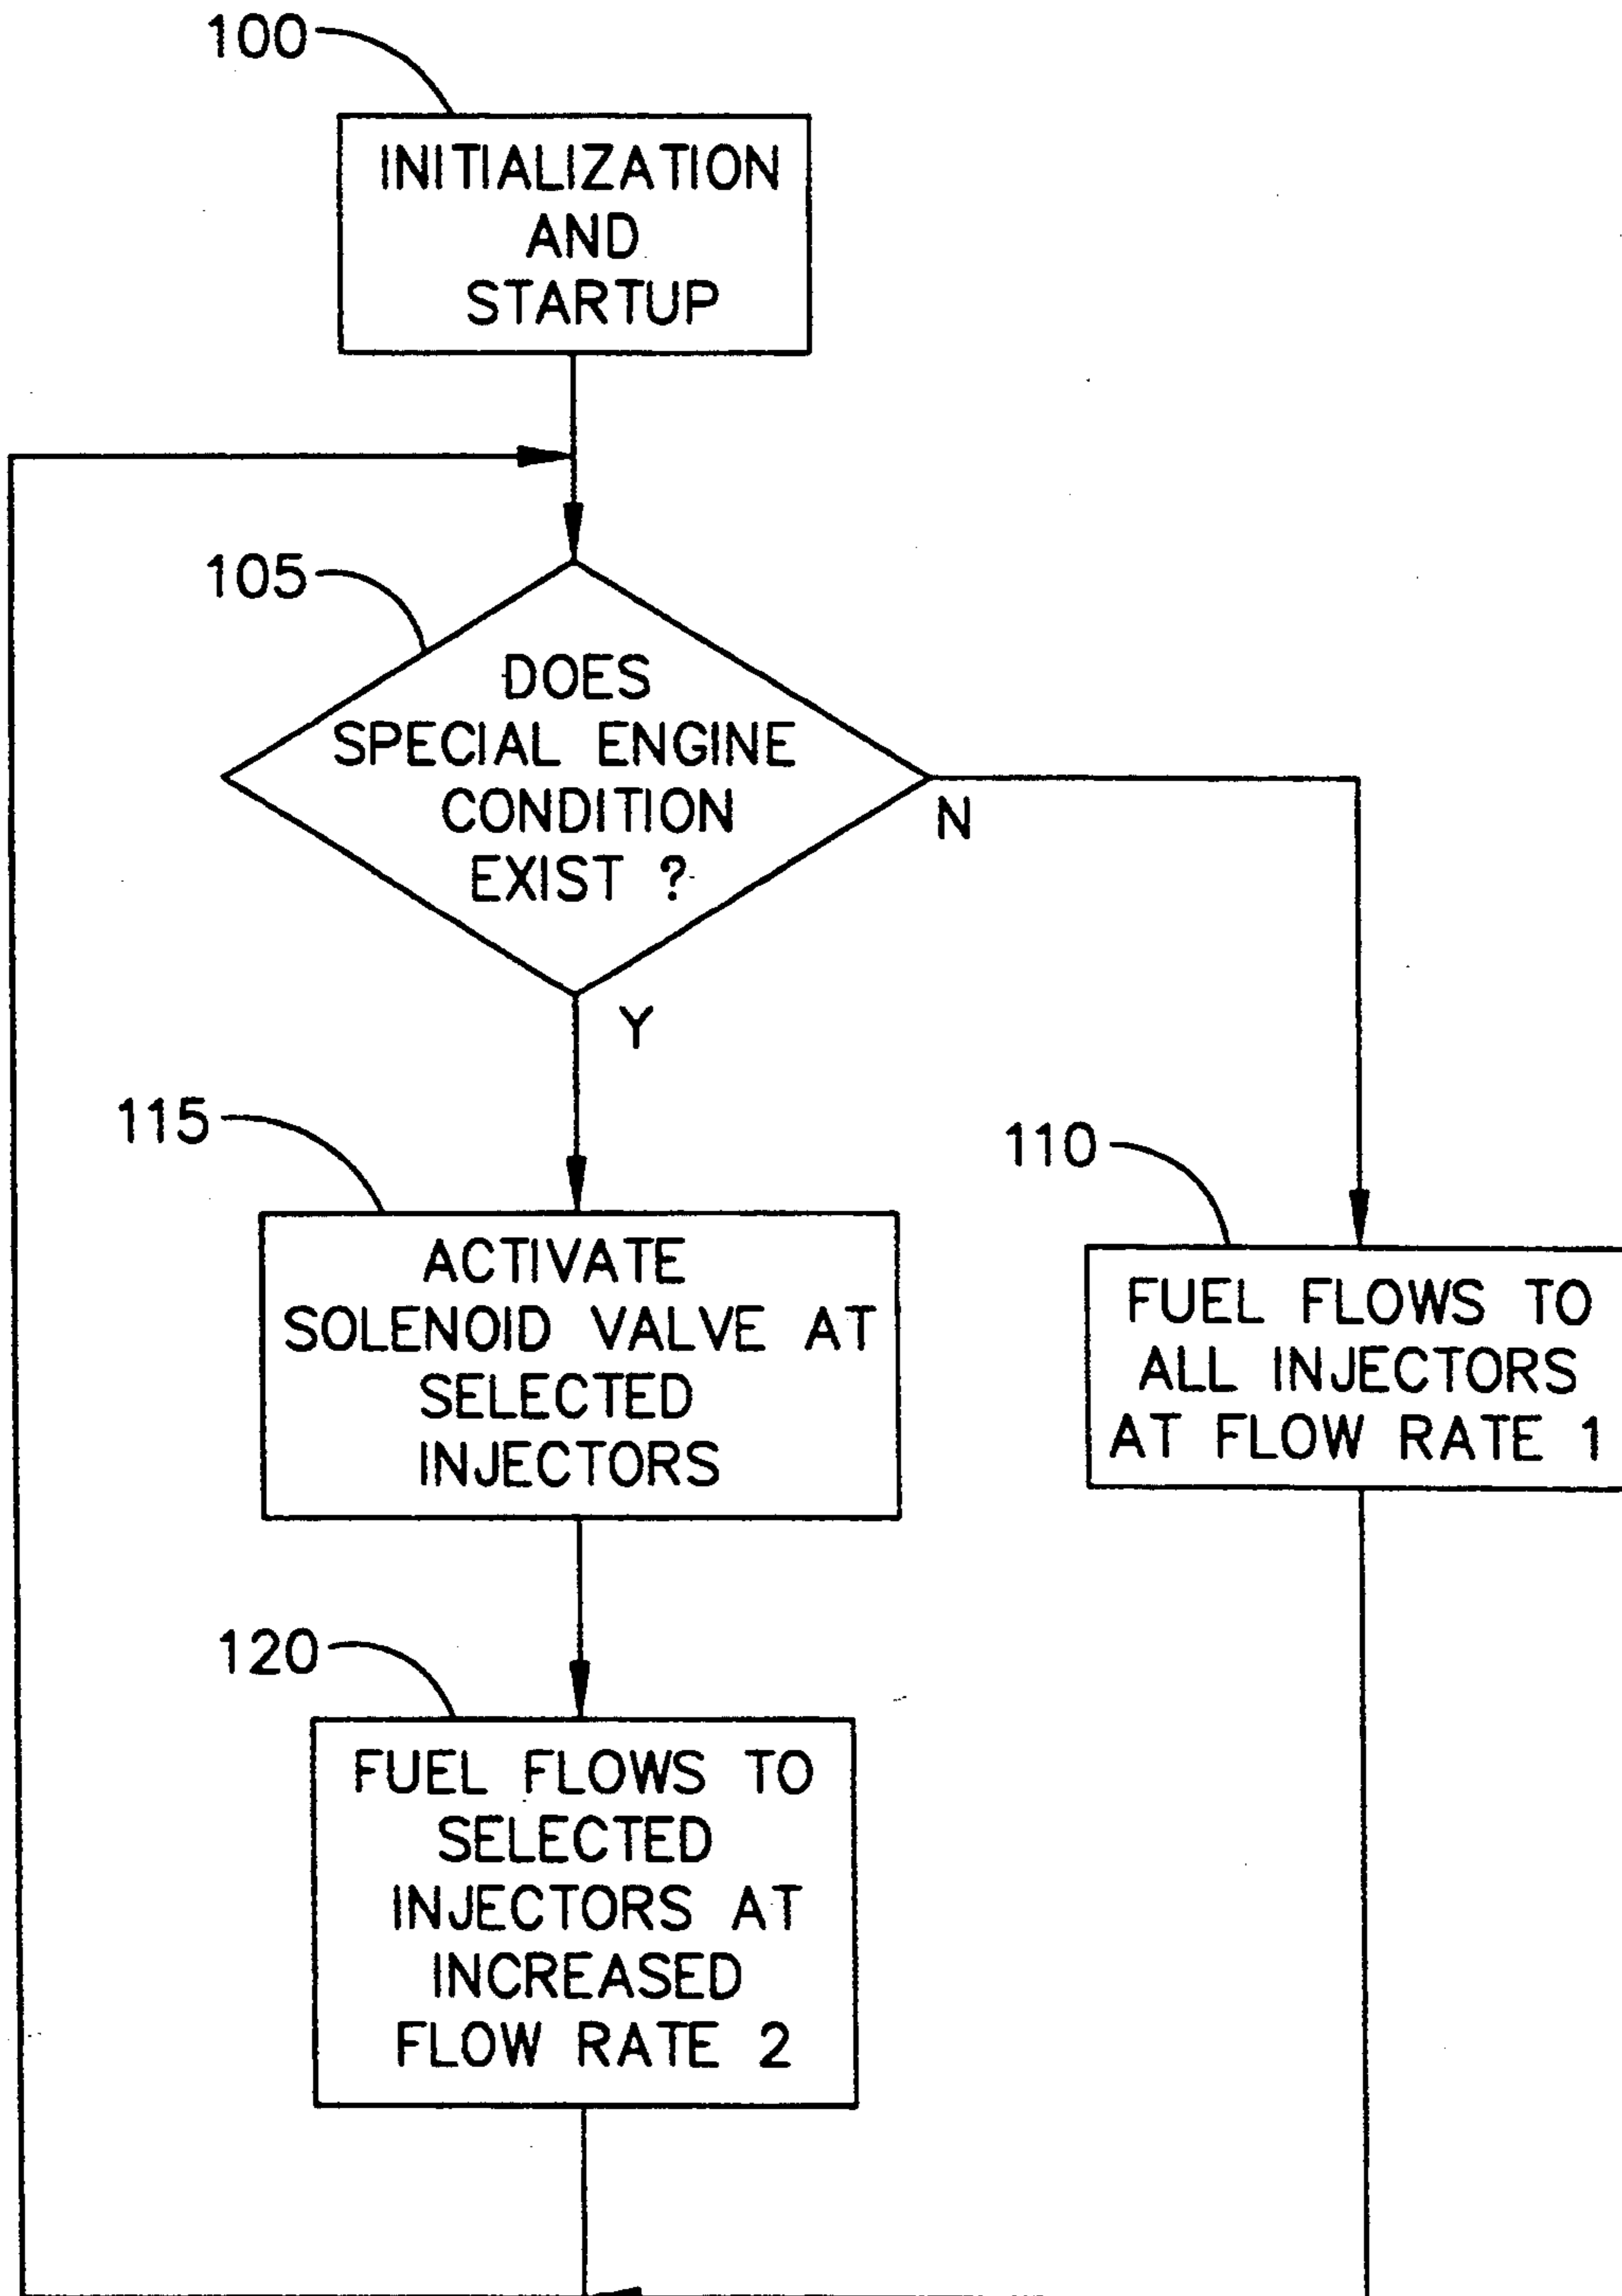 100
INITIALIZATION
AND
STARTUP
105
DOES
SPECIAL ENGINE
CONDITION
EXIST ?
N
Y
115
ACTIVATE
SOLENOID VALVE AT
SELECTED
INJECTORS
110
FUEL FLOWS TO
ALL INJECTORS
AT FLOW RATE 1
120
FUEL FLOWS TO
SELECTED
INJECTORS AT
INCREASED
FLOW RATE 2